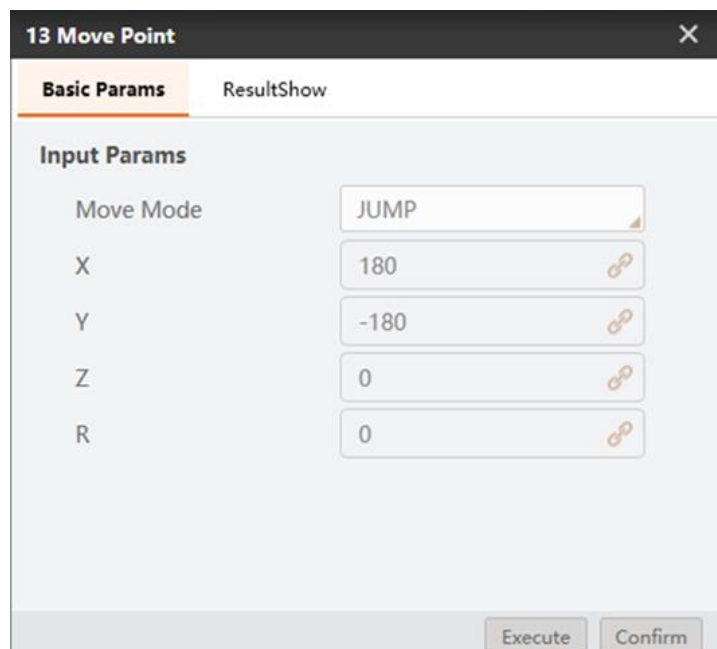 13 Move Point
Basic Params ResultShow
Input Params
Move Mode JUMP
X 180
Y -180
Z 0
R 0
Execute Confirm